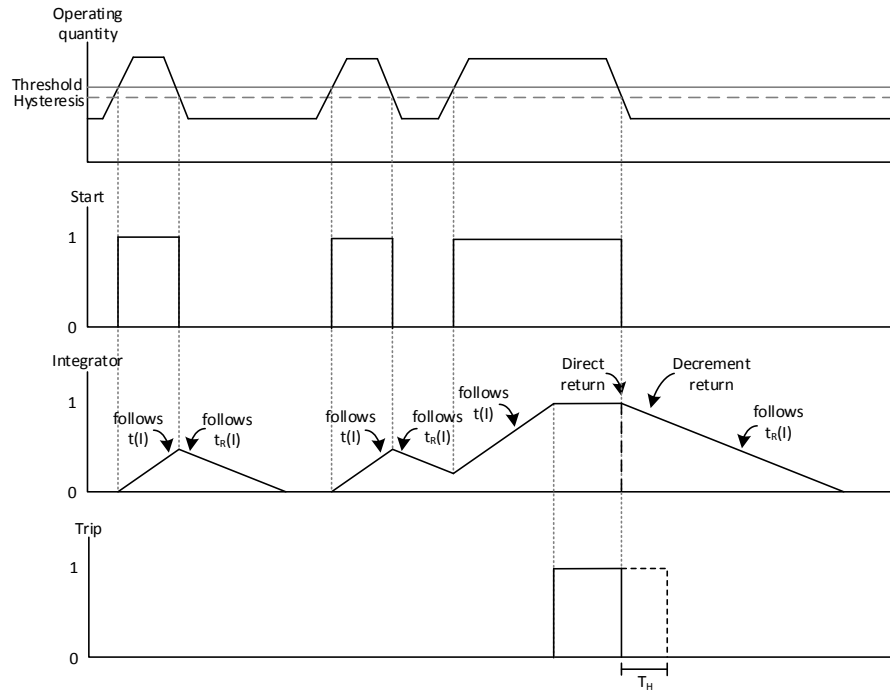 Operating
quantity
Threshold
Hysteresis
Start
1
0
Integrator
1
0
follows
t(I)
follows
tR(I)
follows
t(I)
follows
tR(I)
follows
t(I)
Direct
return
Decrement
return
follows
tR(I)
Trip
1
0
TH